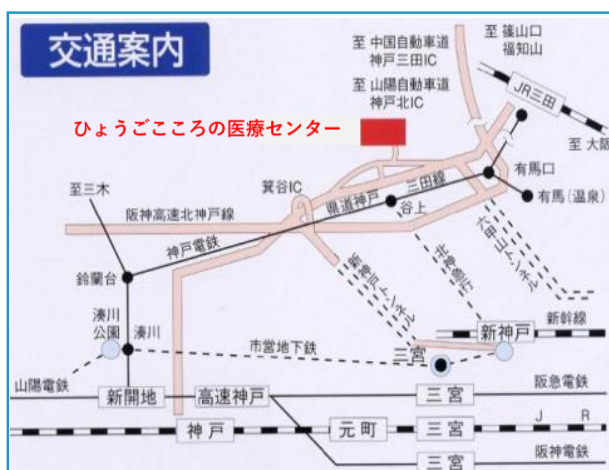 交通案内
至 中国自動車道
神戸三田IC
至 篠山口
福知山
至 山陽自動車道
神戸北IC
JR三田
至 大阪
ひょうごこころの医療センター
有馬口
箕谷IC
至三木
県道神戸
三田線
谷上
有馬(温泉)
阪神高速北神戸線
神戸電鉄
六甲山トンネル
北神急行
新神戸トンネル
鈴蘭台
新幹線
新神戸
湊川
公園
湊川
市営地下鉄
三宮
山陽電鉄
新開地
高速神戸
三宮
阪急電鉄
神戸
元町
三宮
J R
三宮
阪神電鉄